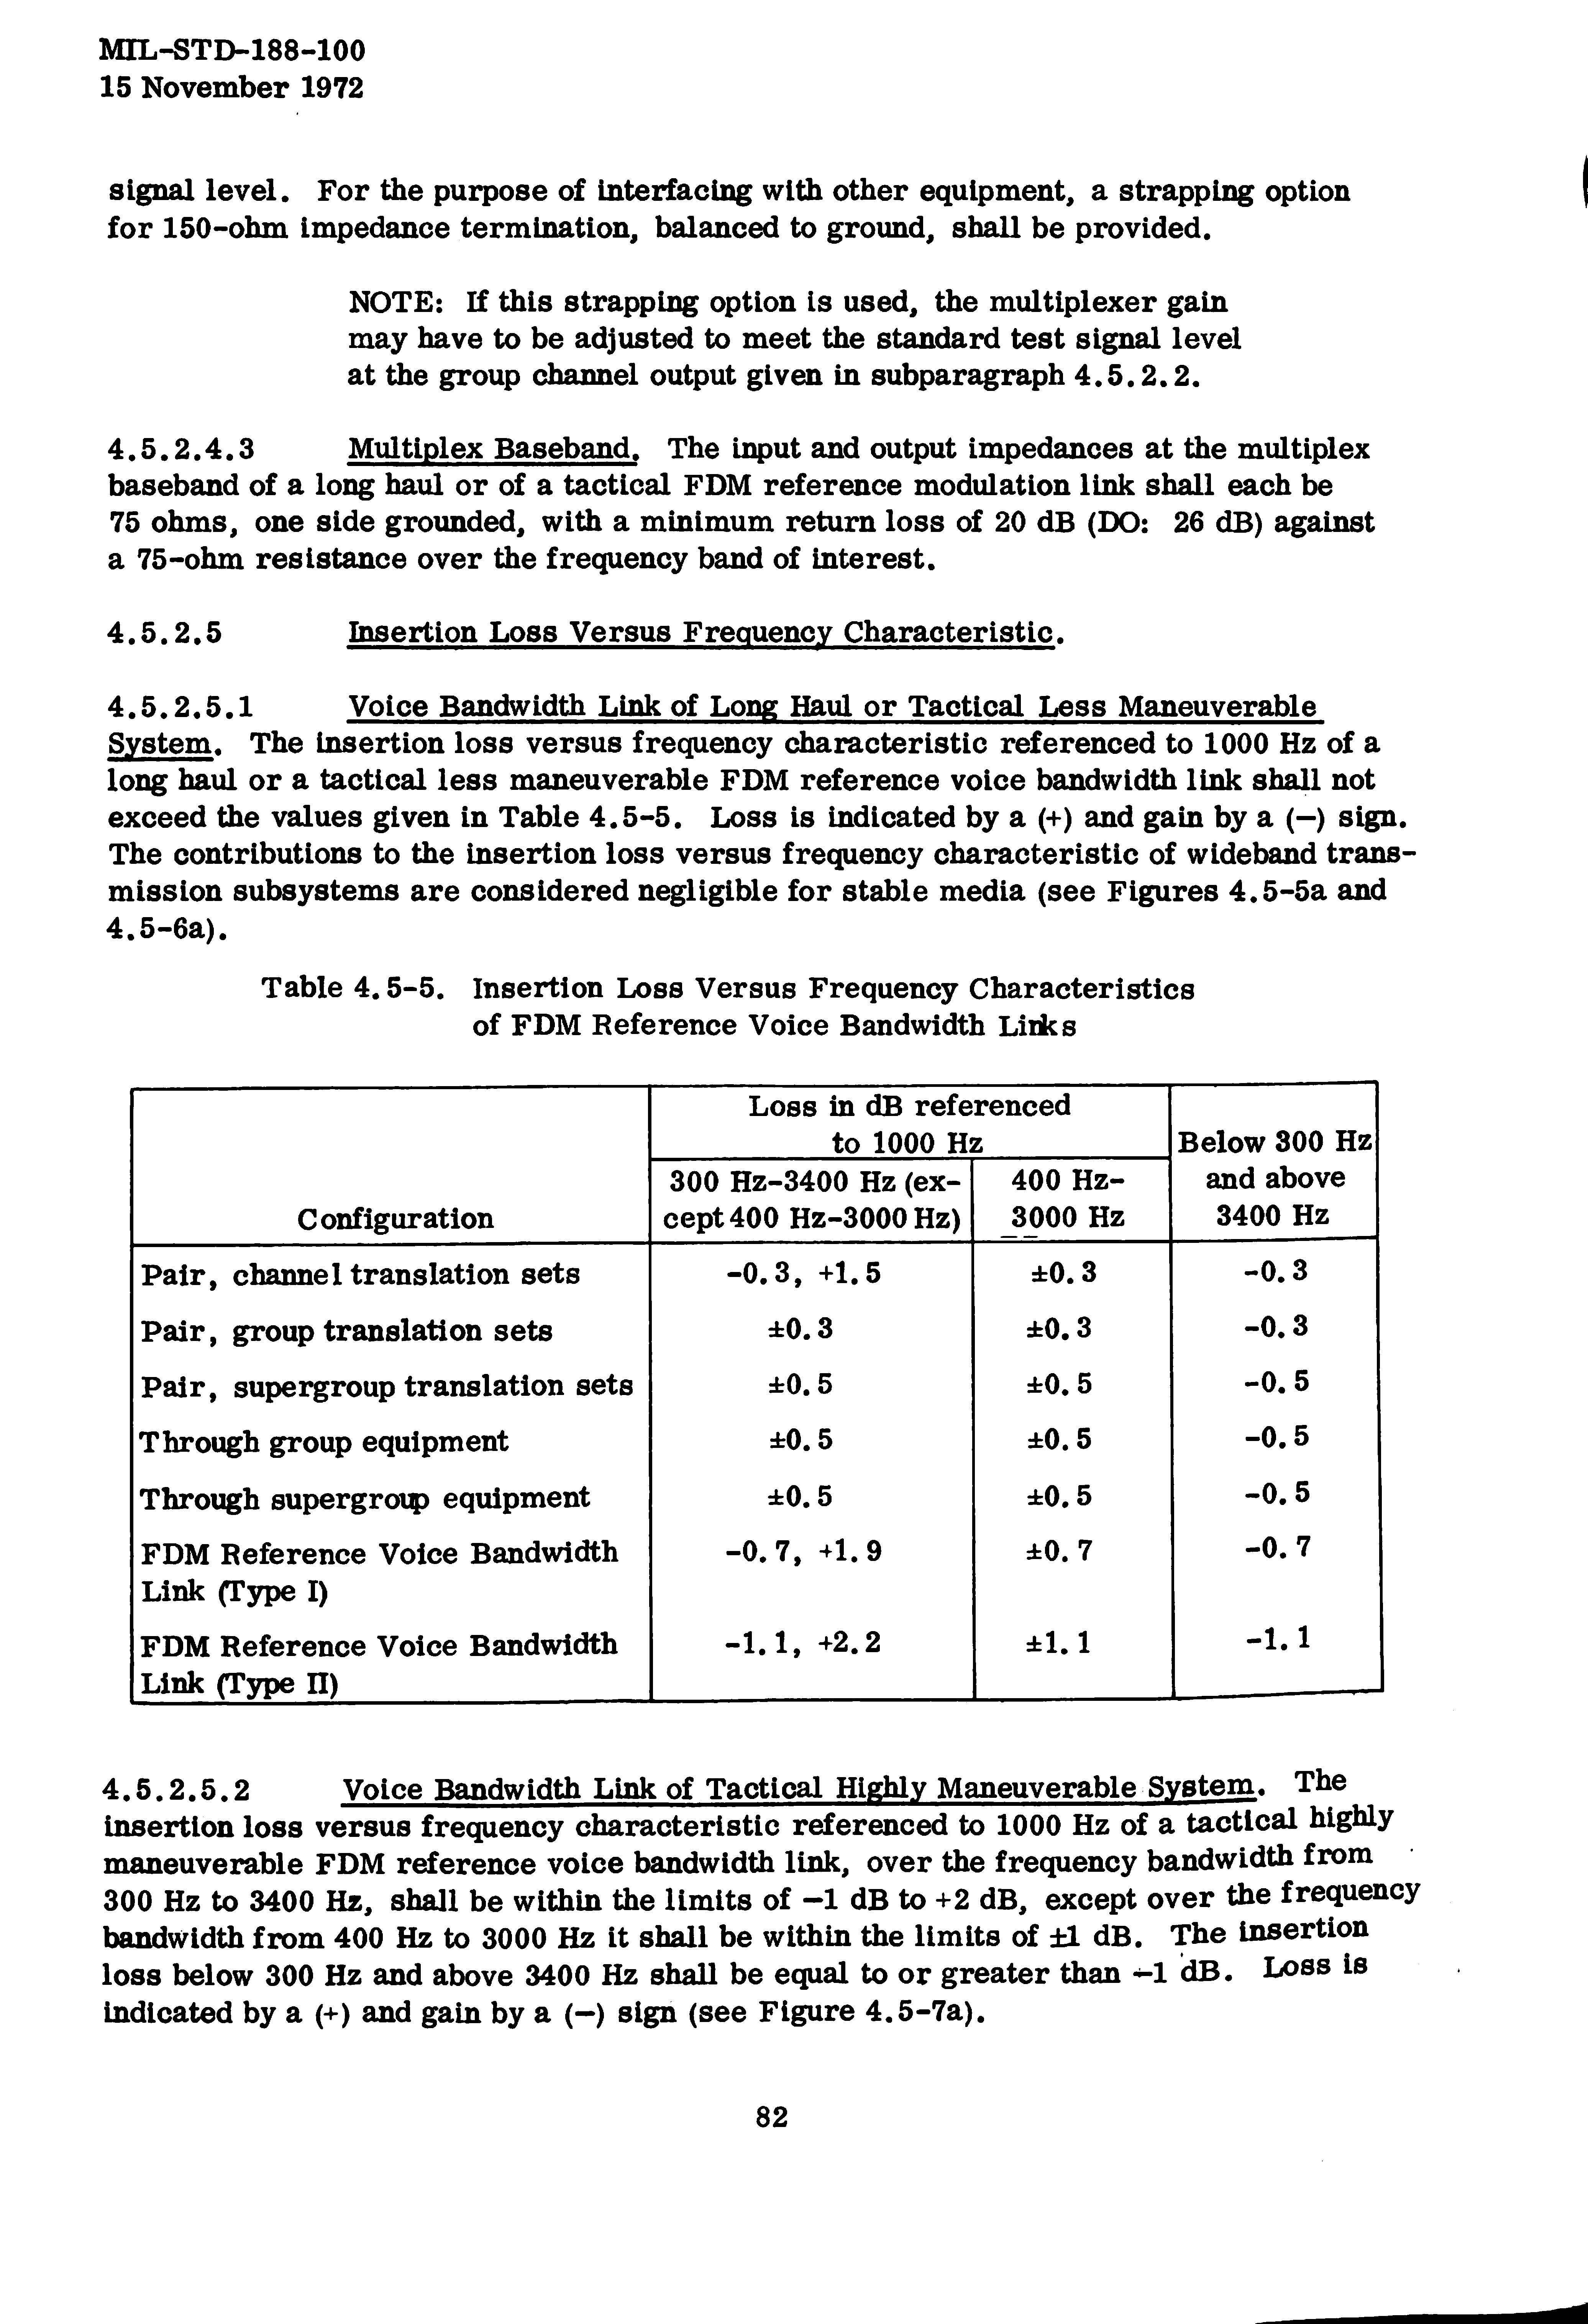 MIL-STD-188-100
15 November 1972
signal level. For the purpose of interfacing with other equipment, a strapping option
for 150-ohm impedance termination, balanced to ground, shall be provided.
NOTE: If this strapping option is used, the multiplexer gain
may have to be adjusted to meet the standard test signal level
at the group channel output given in subparagraph 4.5.2.2.
4.5.2.4.3 Multiplex Baseband. The input and output impedances at the multiplex
baseband of a long haul or of a tactical FDM reference modulation link shall each be
75 ohms, one side grounded, with a minimum return loss of 20 dB (DO: 26 dB) against
a 75-ohm resistance over the frequency band of interest.
4.5.2.5 Insertion Loss Versus Frequency Characteristic.
4.5.2.5.1 Voice Bandwidth Link of Long Haul or Tactical Less Maneuverable
System. The insertion loss versus frequency characteristic referenced to 1000 Hz of a
long haul or a tactical less maneuverable FDM reference voice bandwidth link shall not
exceed the values given in Table 4.5-5. Loss is indicated by a (+) and gain by a (−) sign.
The contributions to the insertion loss versus frequency characteristic of wideband trans-
mission subsystems are considered negligible for stable media (see Figures 4.5-5a and
4.5-6a).
Table 4.5-5. Insertion Loss Versus Frequency Characteristics
of FDM Reference Voice Bandwidth Links
Loss in dB referenced
to 1000 Hz
Below 300 Hz
and above
3400 Hz
Configuration
300 Hz-3400 Hz (ex-
cept 400 Hz-3000 Hz)
400 Hz-
3000 Hz
Pair, channel translation sets -0.3, +1.5 ±0.3 -0.3
Pair, group translation sets ±0.3 ±0.3 -0.3
Pair, supergroup translation sets ±0.5 ±0.5 -0.5
Through group equipment ±0.5 ±0.5 -0.5
Through supergroup equipment ±0.5 ±0.5 -0.5
FDM Reference Voice Bandwidth -0.7, +1.9 ±0.7 -0.7
Link (Type I)
FDM Reference Voice Bandwidth -1.1, +2.2 ±1.1 -1.1
Link (Type II)
4.5.2.5.2 Voice Bandwidth Link of Tactical Highly Maneuverable System. The
insertion loss versus frequency characteristic referenced to 1000 Hz of a tactical highly
maneuverable FDM reference voice bandwidth link, over the frequency bandwidth from
300 Hz to 3400 Hz, shall be within the limits of −1 dB to +2 dB, except over the frequency
bandwidth from 400 Hz to 3000 Hz it shall be within the limits of ±1 dB. The insertion
loss below 300 Hz and above 3400 Hz shall be equal to or greater than −1 dB. Loss is
indicated by a (+) and gain by a (−) sign (see Figure 4.5-7a).
82